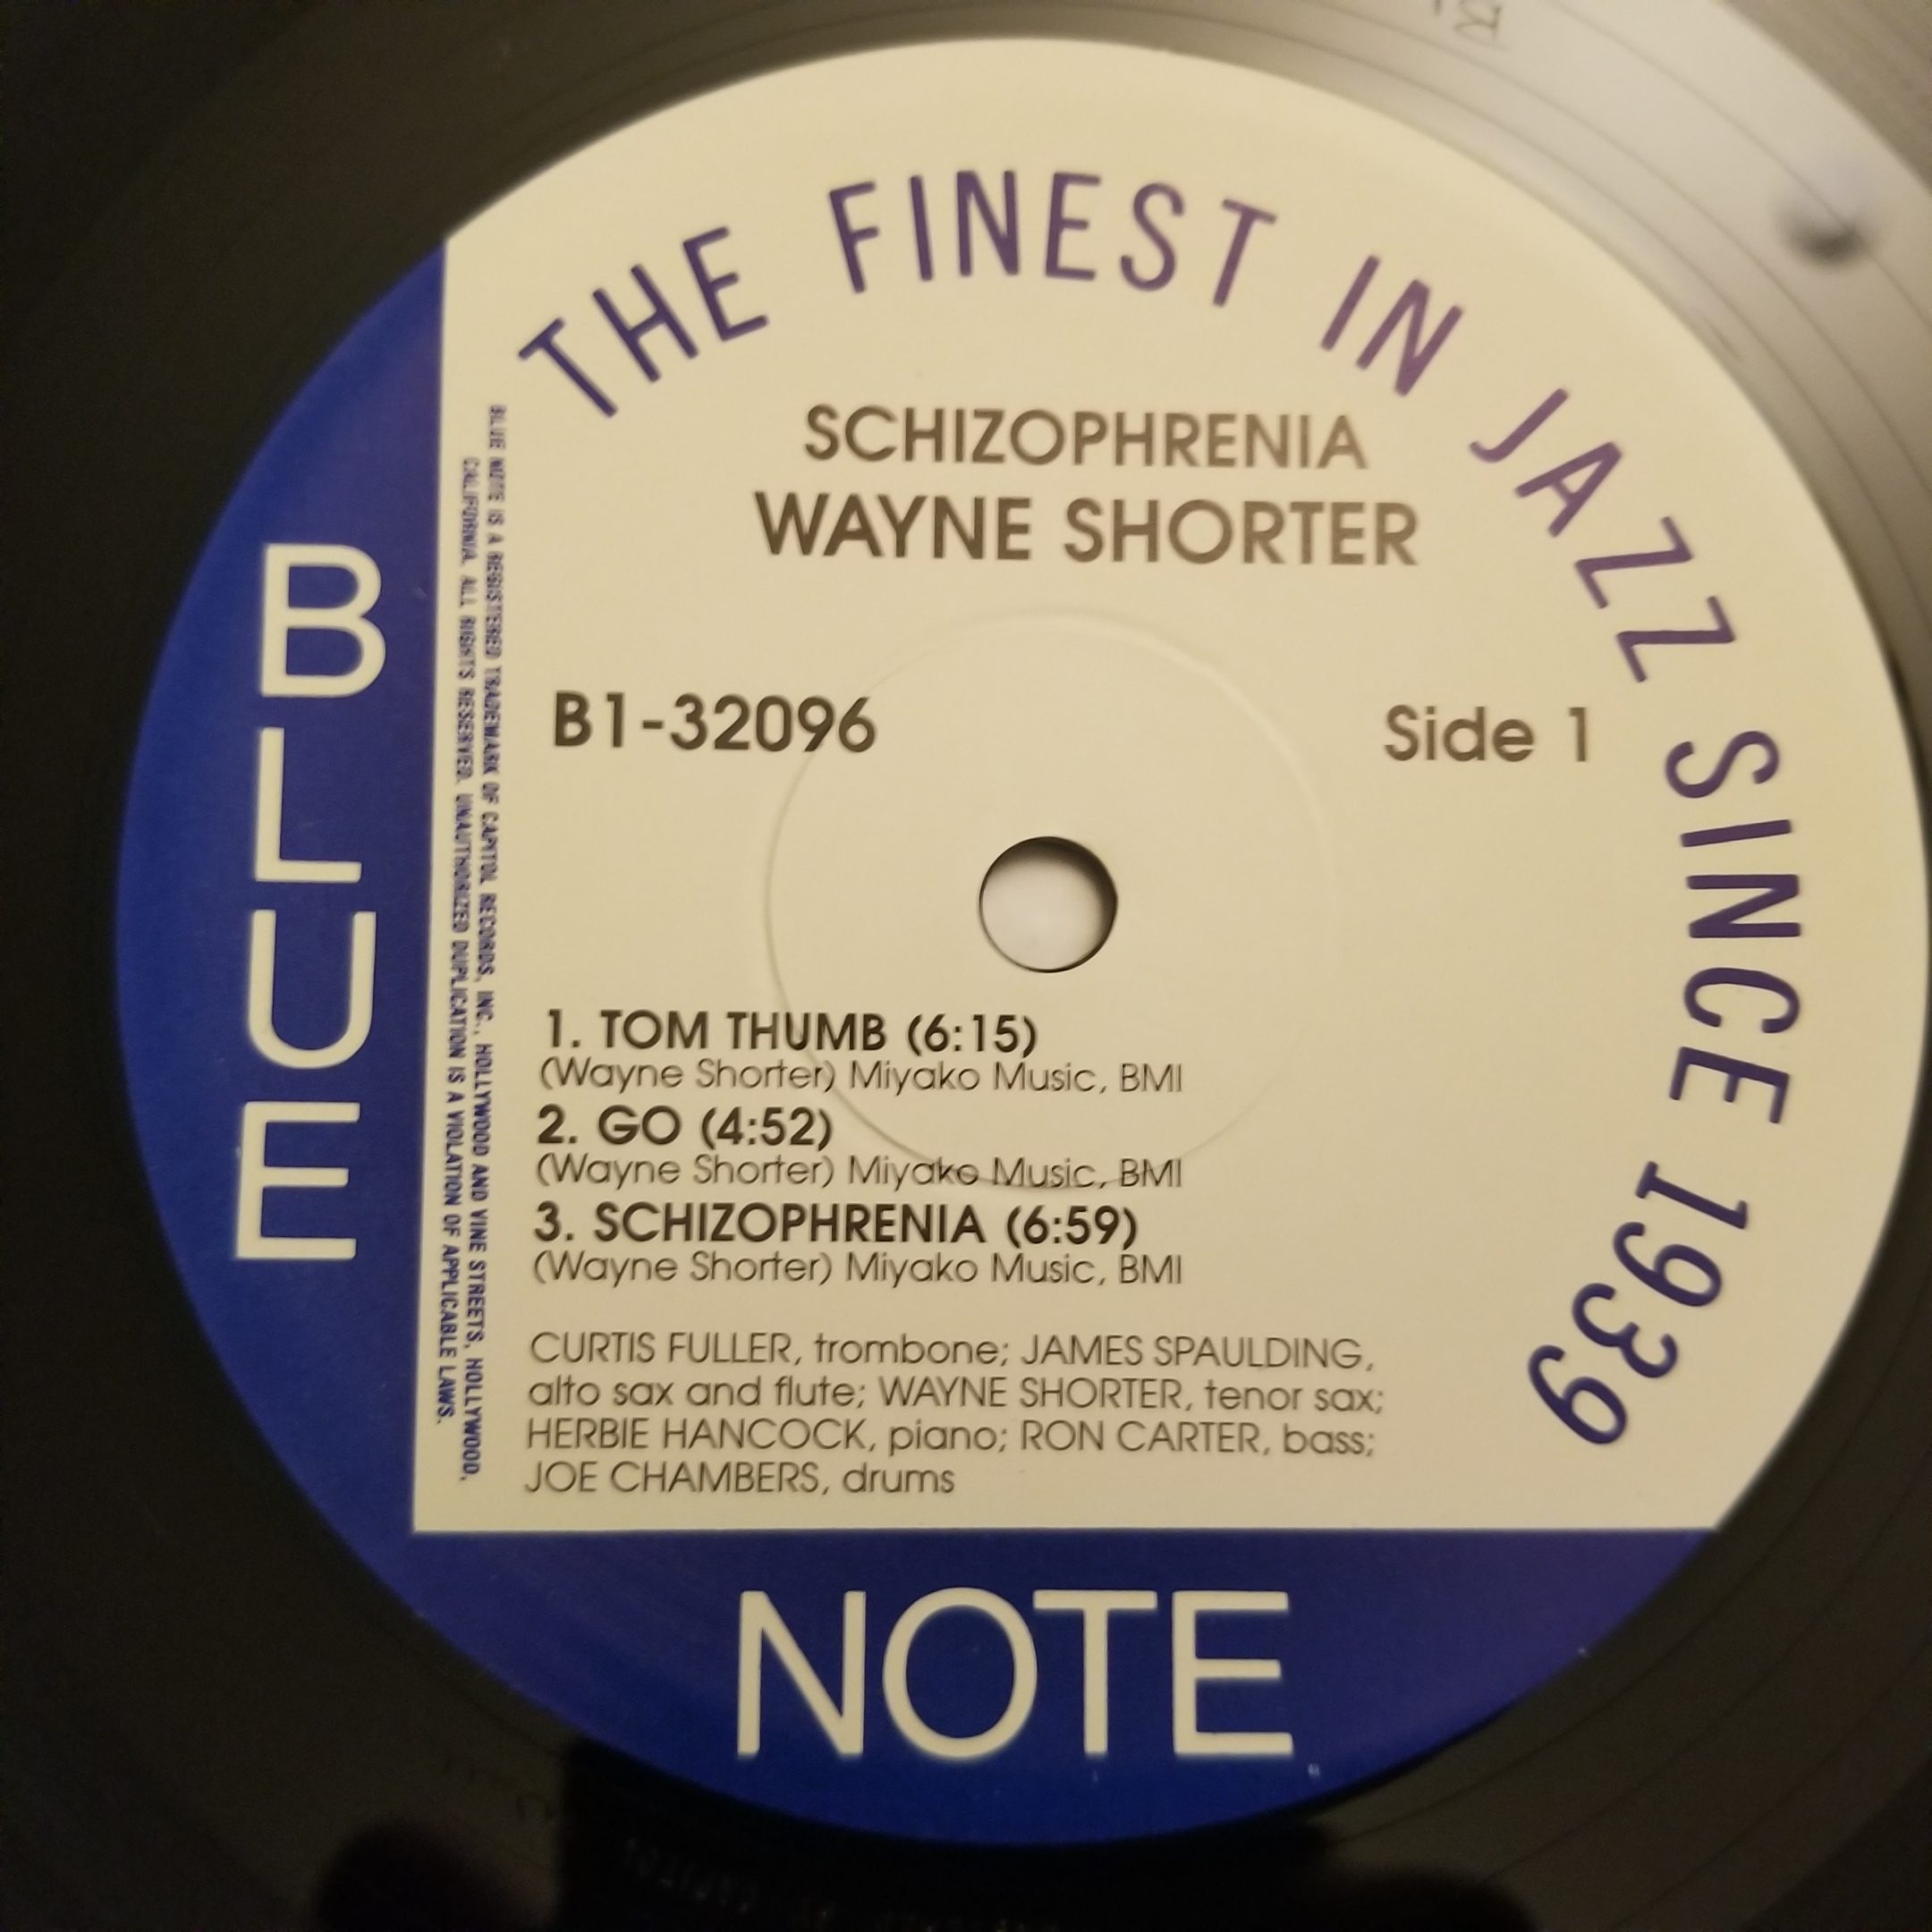 THE FINEST IN JAZZ SINCE 1939
SCHIZOPHRENIA
WAYNE SHORTER
B1-32096
Side 1
1. TOM THUMB (6:15)
(Wayne Shorter) Miyako Music, BMI
2. GO (4:52)
(Wayne Shorter) Miyako Music, BMI
3. SCHIZOPHRENIA (6:59)
(Wayne Shorter) Miyako Music, BMI
CURTIS FULLER, trombone; JAMES SPAULDING,
alto sax and flute; WAYNE SHORTER, tenor sax;
HERBIE HANCOCK, piano; RON CARTER, bass;
JOE CHAMBERS, drums
BLUE
NOTE
BLUE NOTE IS A REGISTERED TRADEMARK OF CAPITOL RECORDS, INC., HOLLYWOOD AND VINE STREETS, HOLLYWOOD,
CALIFORNIA. ALL RIGHTS RESERVED. UNAUTHORIZED DUPLICATION IS A VIOLATION OF APPLICABLE LAWS.